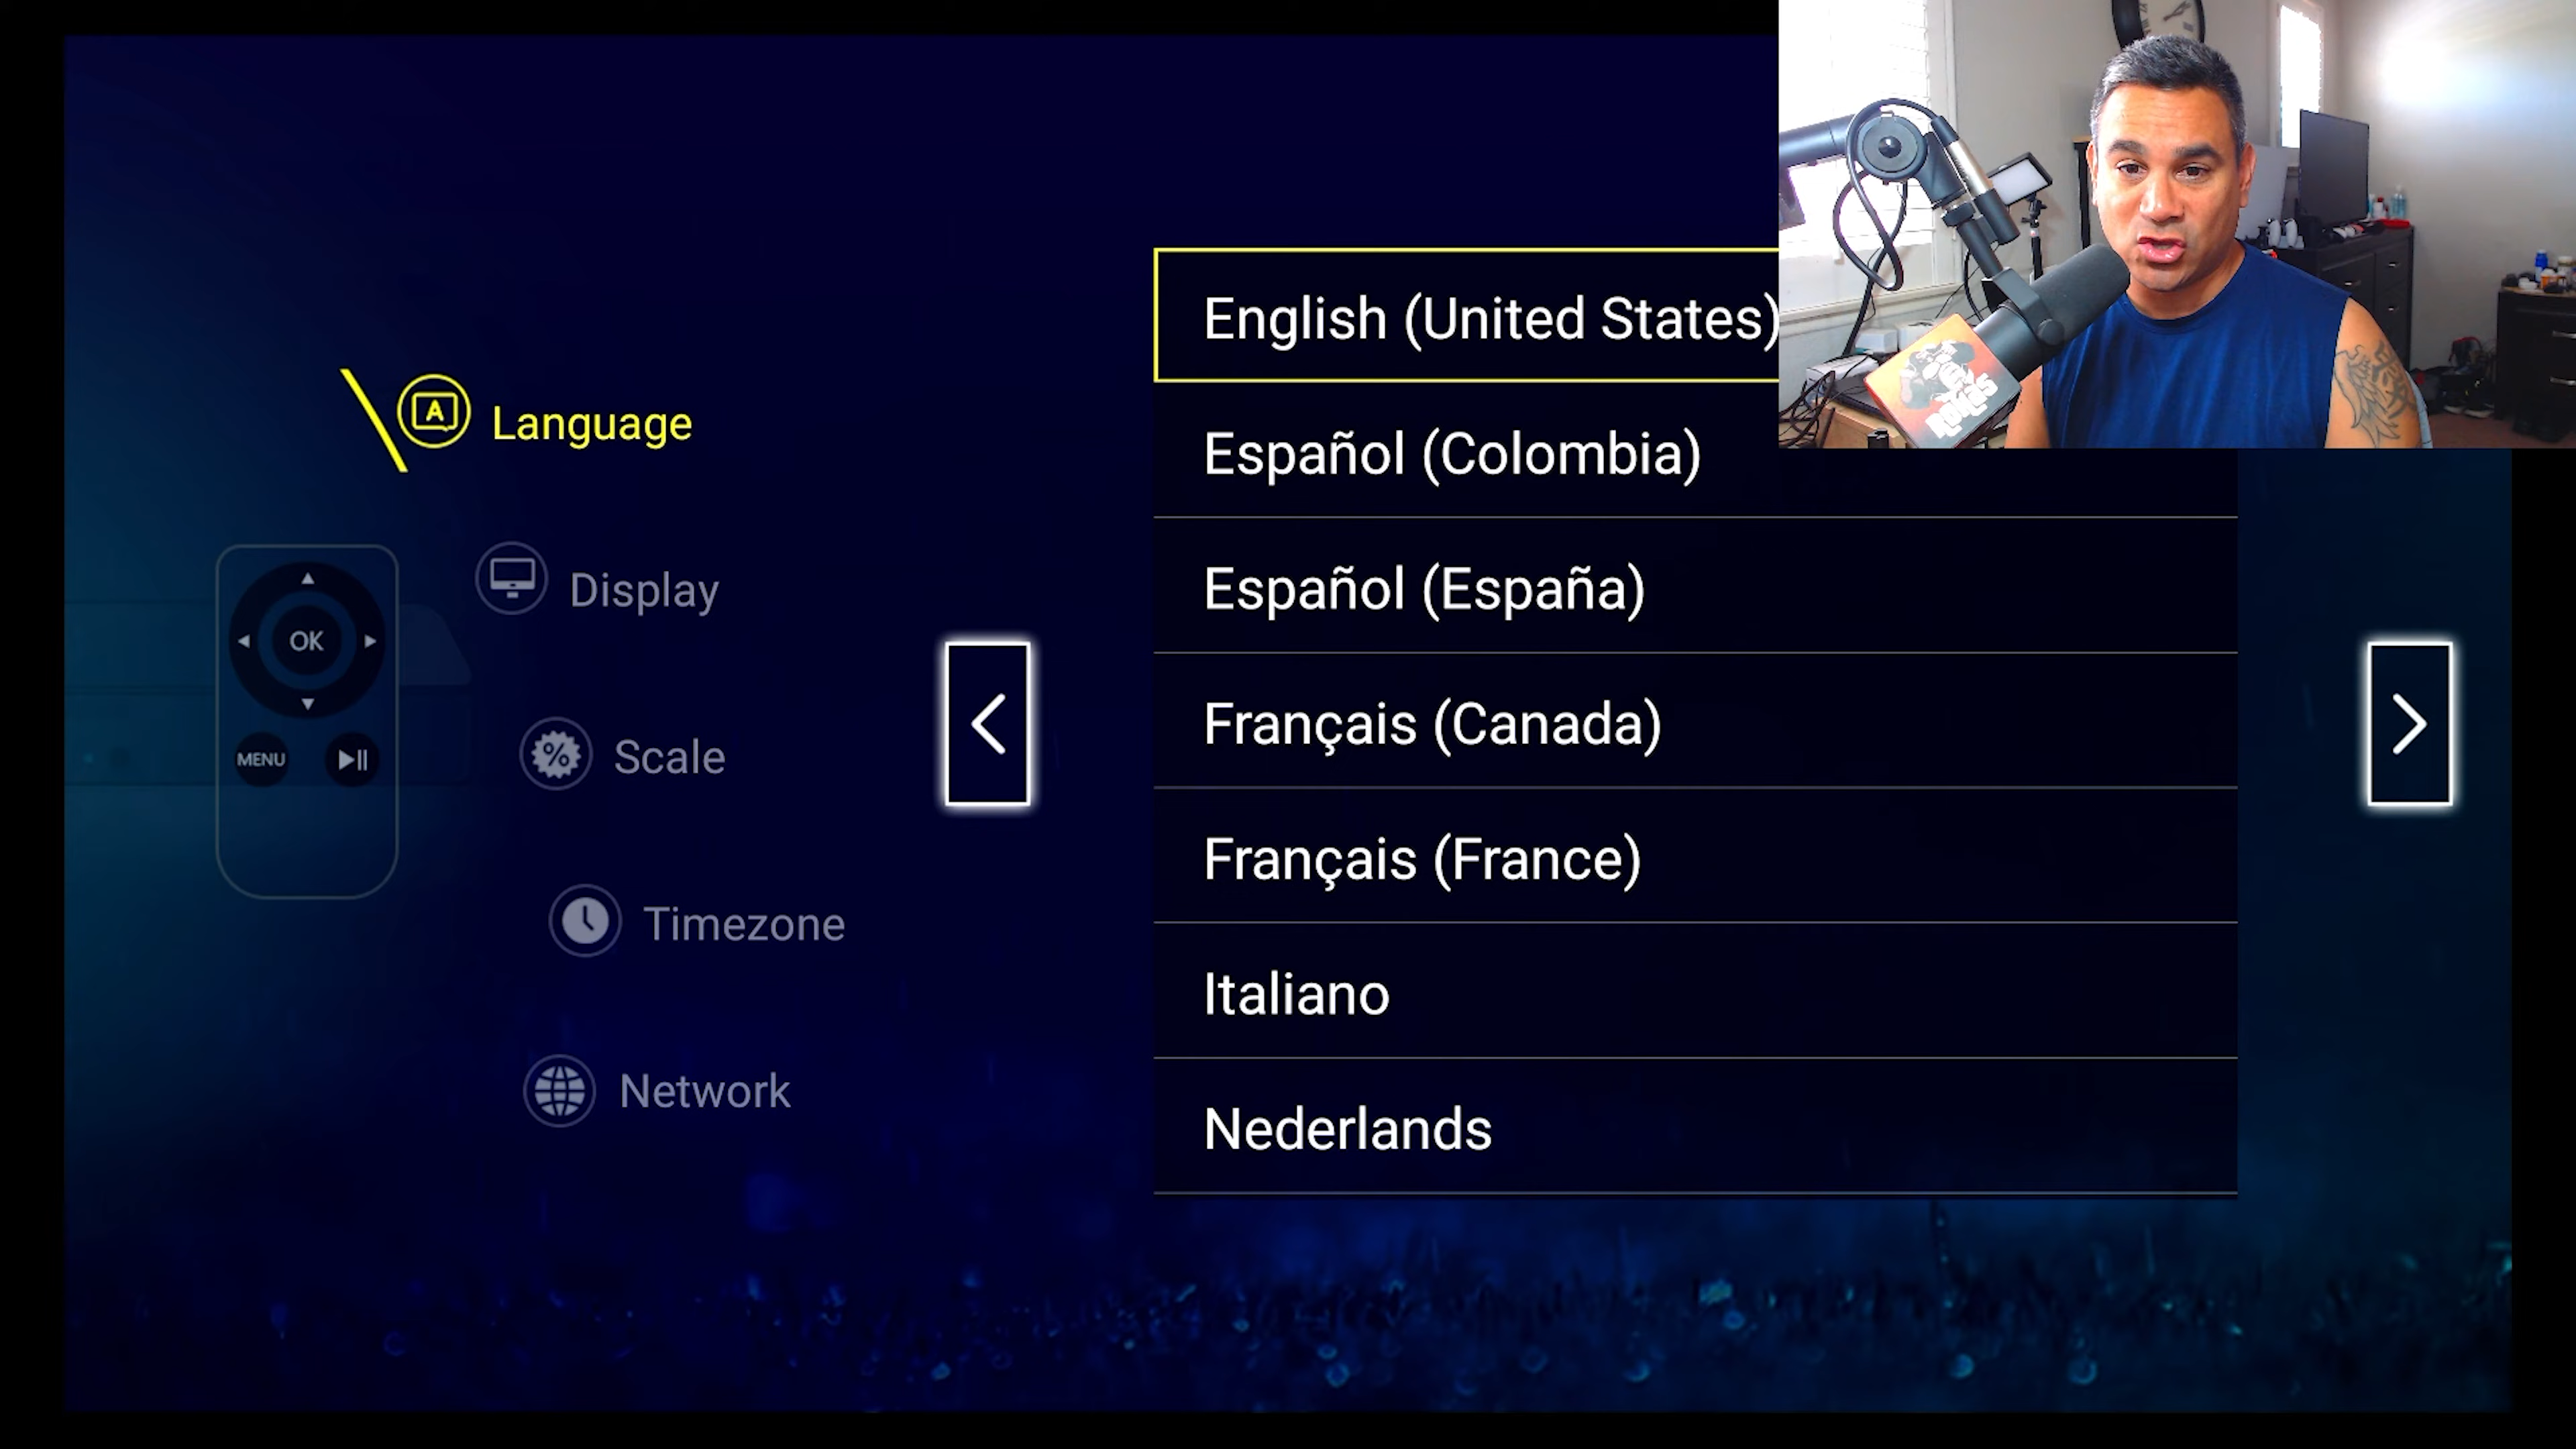 Language
Display
Scale
Timezone
Network
OK
MENU
English (United States)
Español (Colombia)
Español (España)
Français (Canada)
Français (France)
Italiano
Nederlands